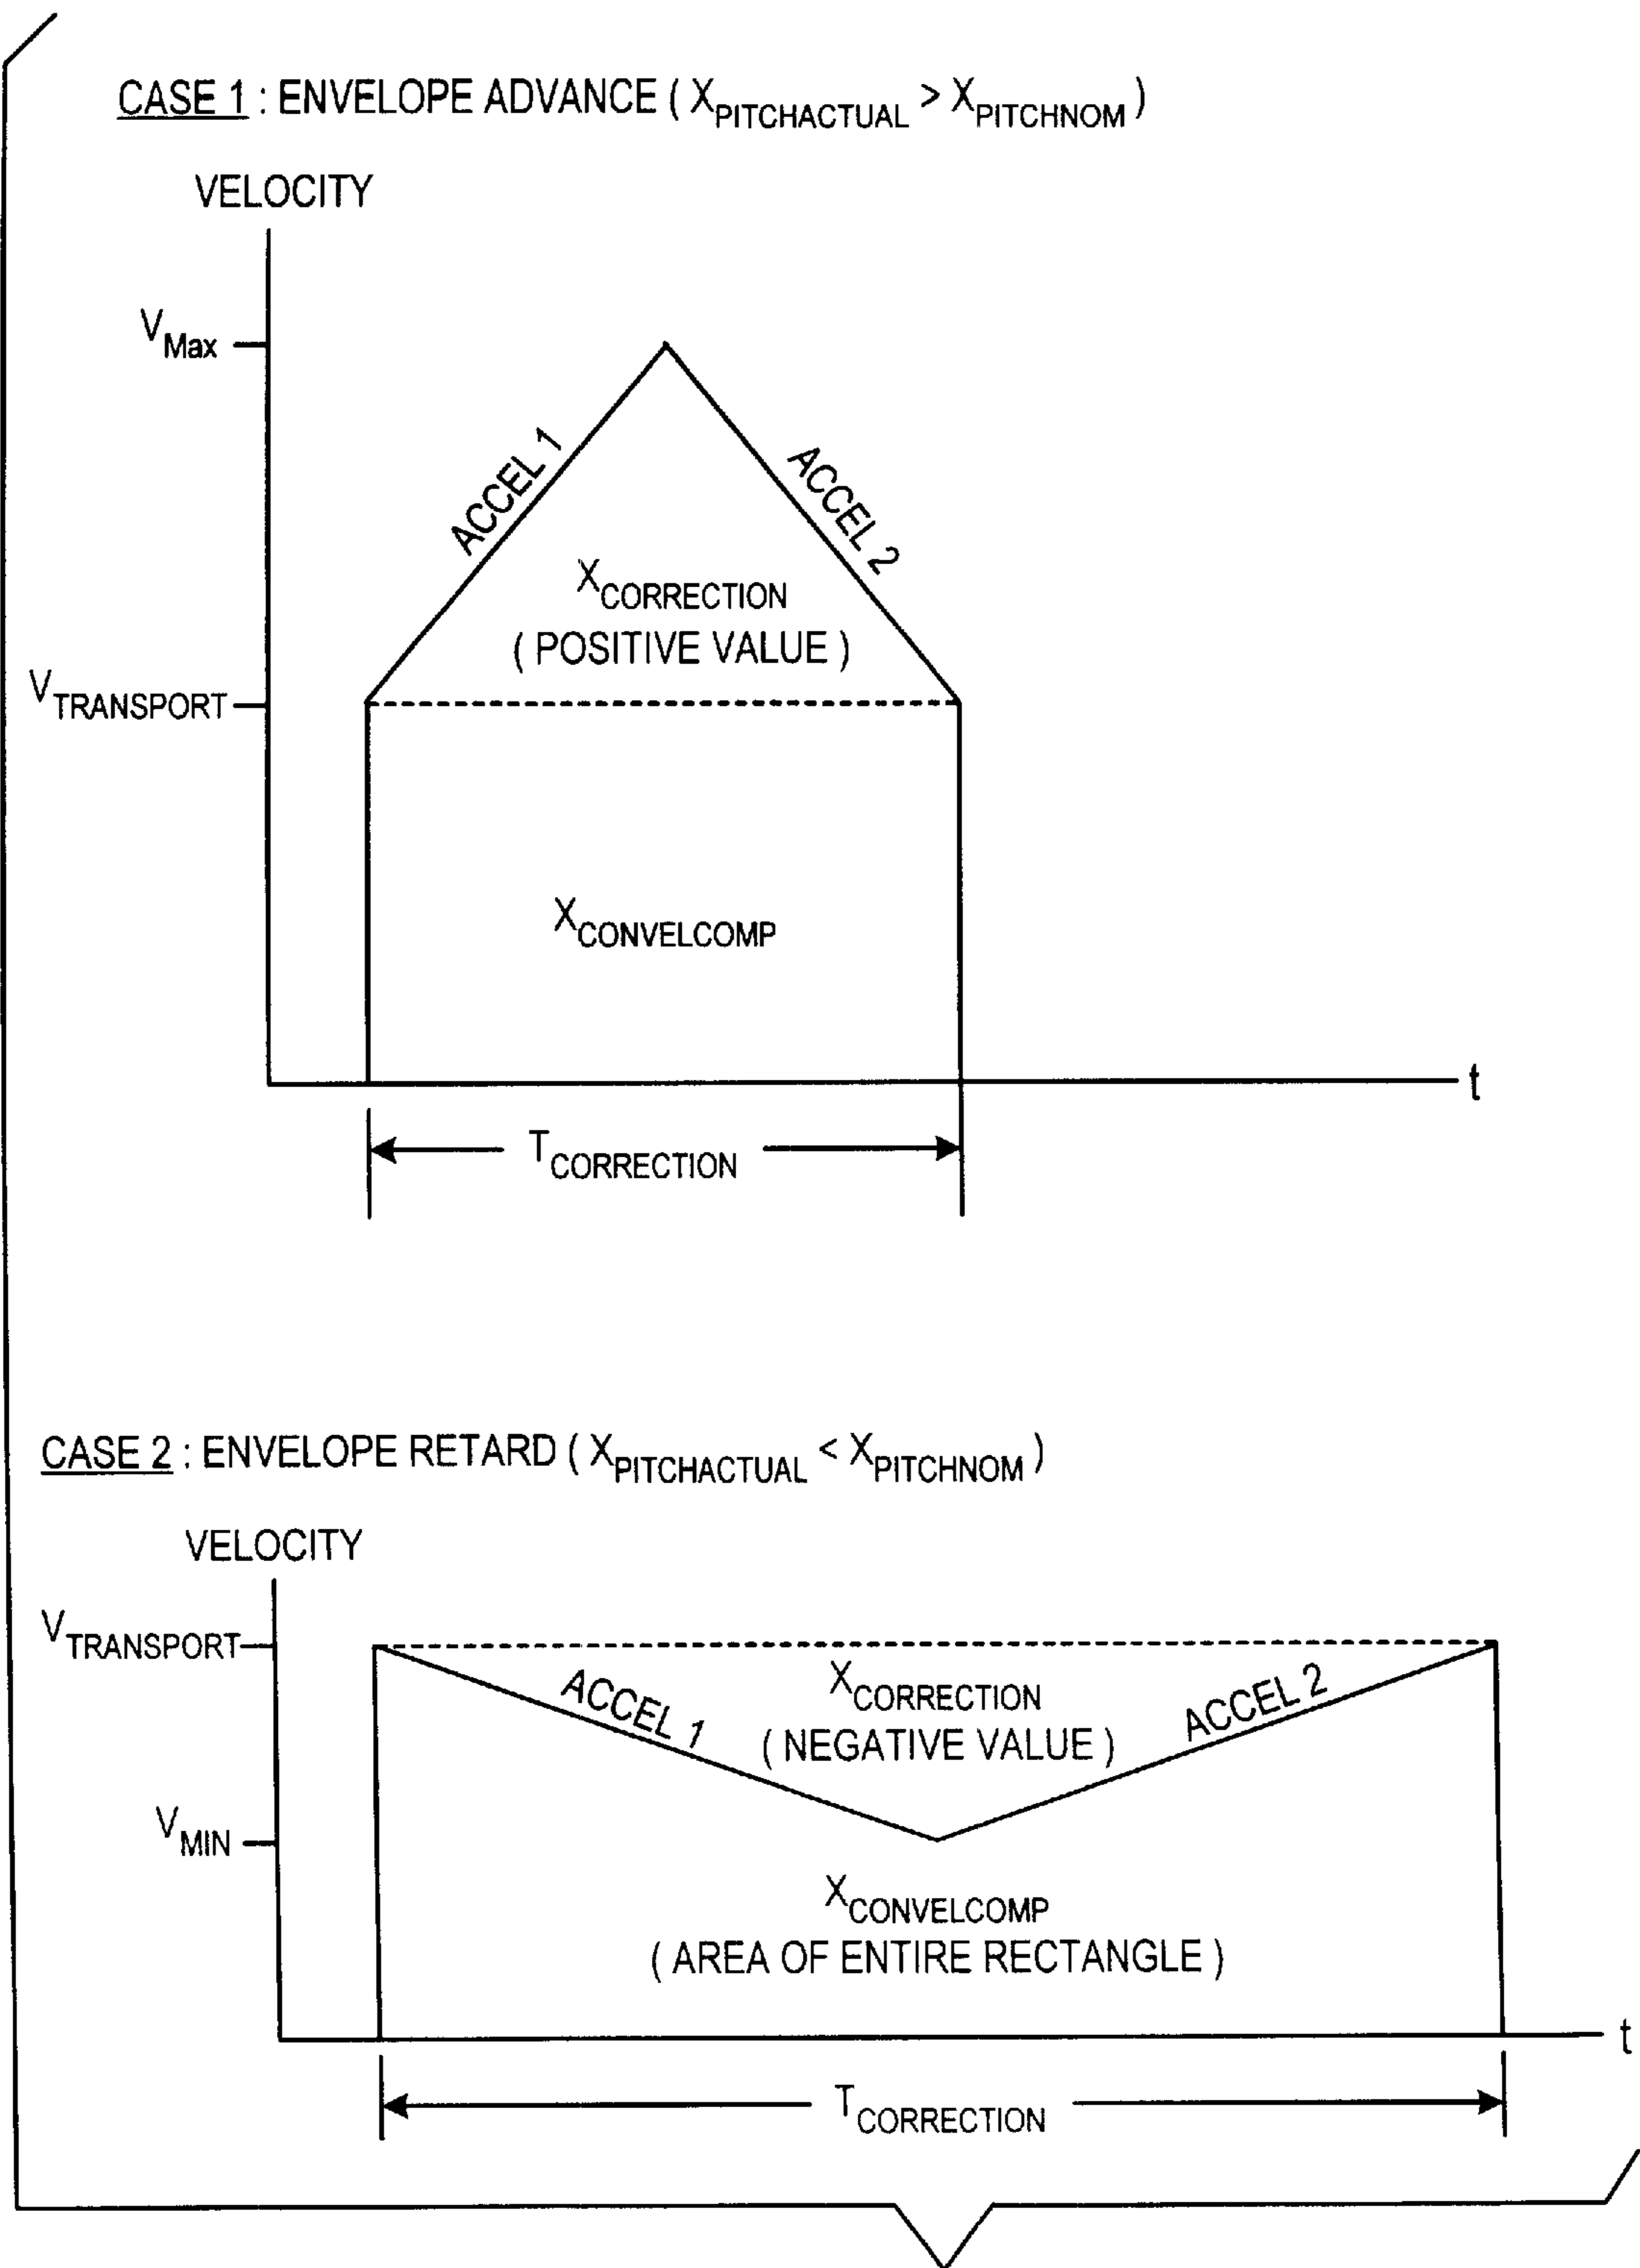 CASE 1 : ENVELOPE ADVANCE ( XPITCHACTUAL > XPITCHNOM )
VELOCITY
VMax
ACCEL 1
ACCEL 2
XCORRECTION
( POSITIVE VALUE )
VTRANSPORT
XCONVELCOMP
t
TCORRECTION
CASE 2 : ENVELOPE RETARD ( XPITCHACTUAL < XPITCHNOM )
VELOCITY
VTRANSPORT
ACCEL 1
XCORRECTION
( NEGATIVE VALUE )
ACCEL 2
VMIN
XCONVELCOMP
( AREA OF ENTIRE RECTANGLE )
t
TCORRECTION